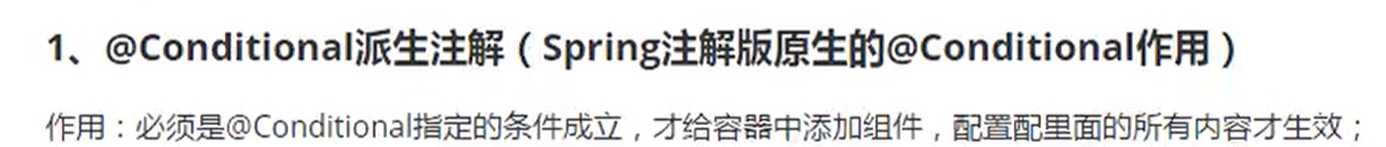 1、@Conditional派生注解（Spring注解版原生的@Conditional作用）
作用：必须是@Conditional指定的条件成立，才给容器中添加组件，配置配里面的所有内容才生效；